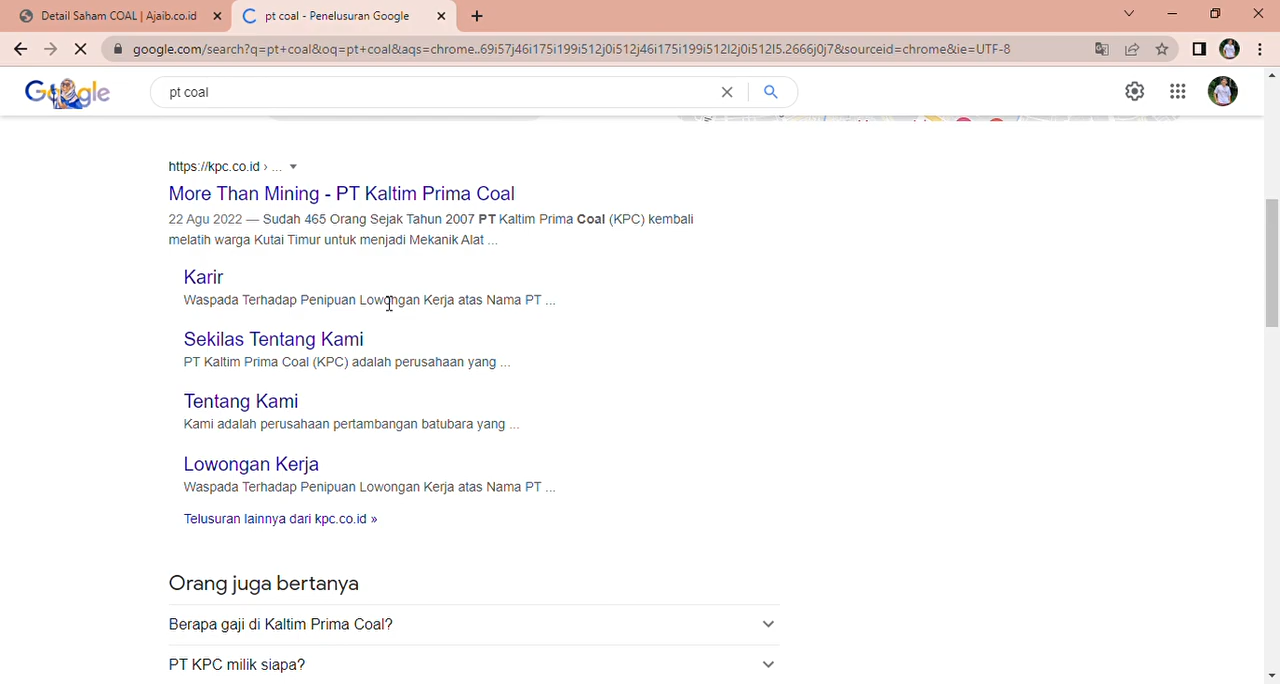 Detail Saham COAL | Ajaib.co.id
pt coal - Penelusuran Google
google.com/search?q=pt+coal&oq=pt+coal&aqs=chrome..69i57j46i175i199i512j0i512j46i175i199i512l2j0i512l5.2666j0j7&sourceid=chrome&ie=UTF-8
Google
pt coal
https://kpc.co.id › ...
More Than Mining - PT Kaltim Prima Coal
22 Agu 2022 — Sudah 465 Orang Sejak Tahun 2007 PT Kaltim Prima Coal (KPC) kembali
melatih warga Kutai Timur untuk menjadi Mekanik Alat ...
Karir
Waspada Terhadap Penipuan Lowongan Kerja atas Nama PT ...
Sekilas Tentang Kami
PT Kaltim Prima Coal (KPC) adalah perusahaan yang ...
Tentang Kami
Kami adalah perusahaan pertambangan batubara yang ...
Lowongan Kerja
Waspada Terhadap Penipuan Lowongan Kerja atas Nama PT ...
Telusuran lainnya dari kpc.co.id »
Orang juga bertanya
Berapa gaji di Kaltim Prima Coal?
PT KPC milik siapa?